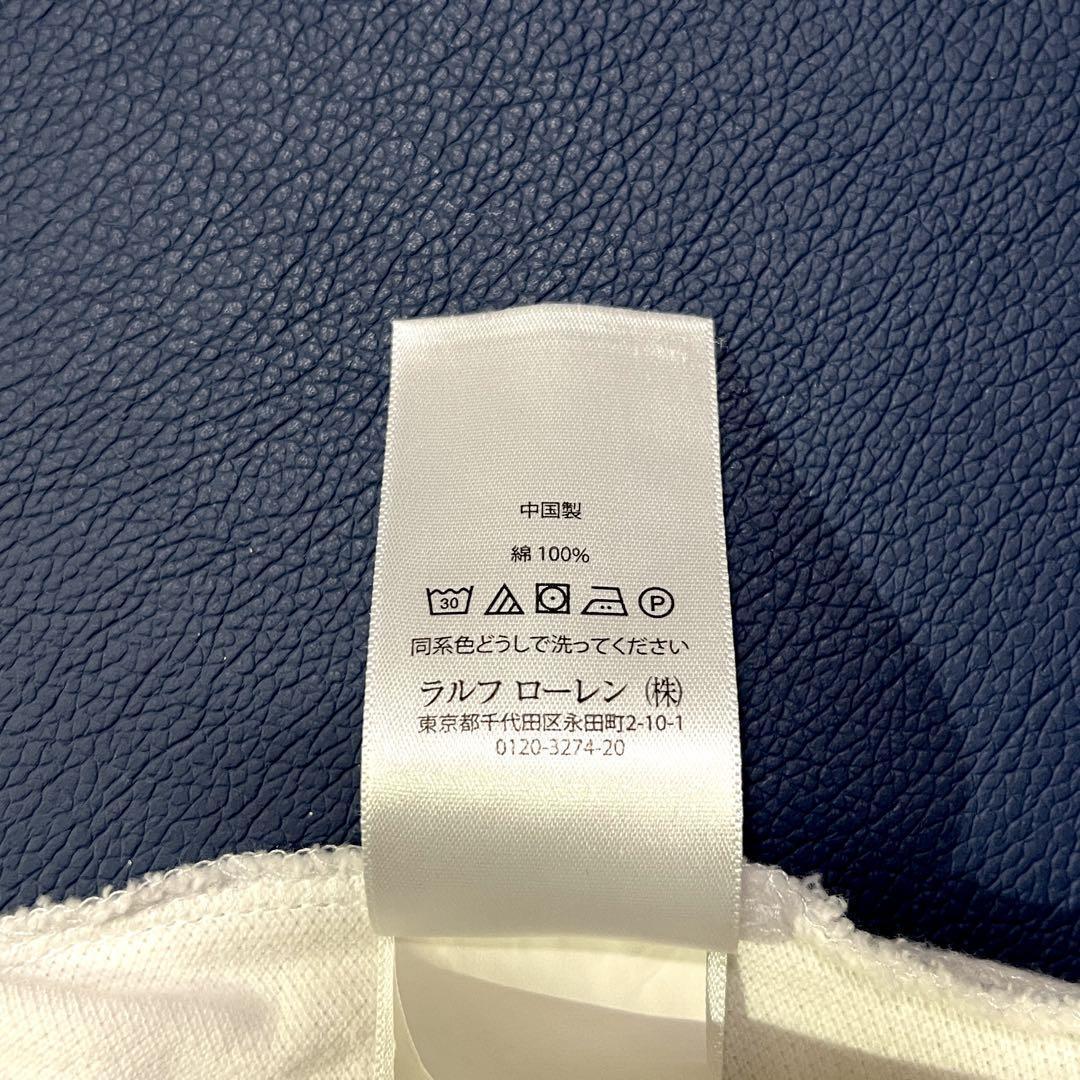 中国製
綿 100%
30 P
同系色どうしで洗ってください
ラルフ ローレン (株)
東京都千代田区永田町2-10-1
0120-3274-20